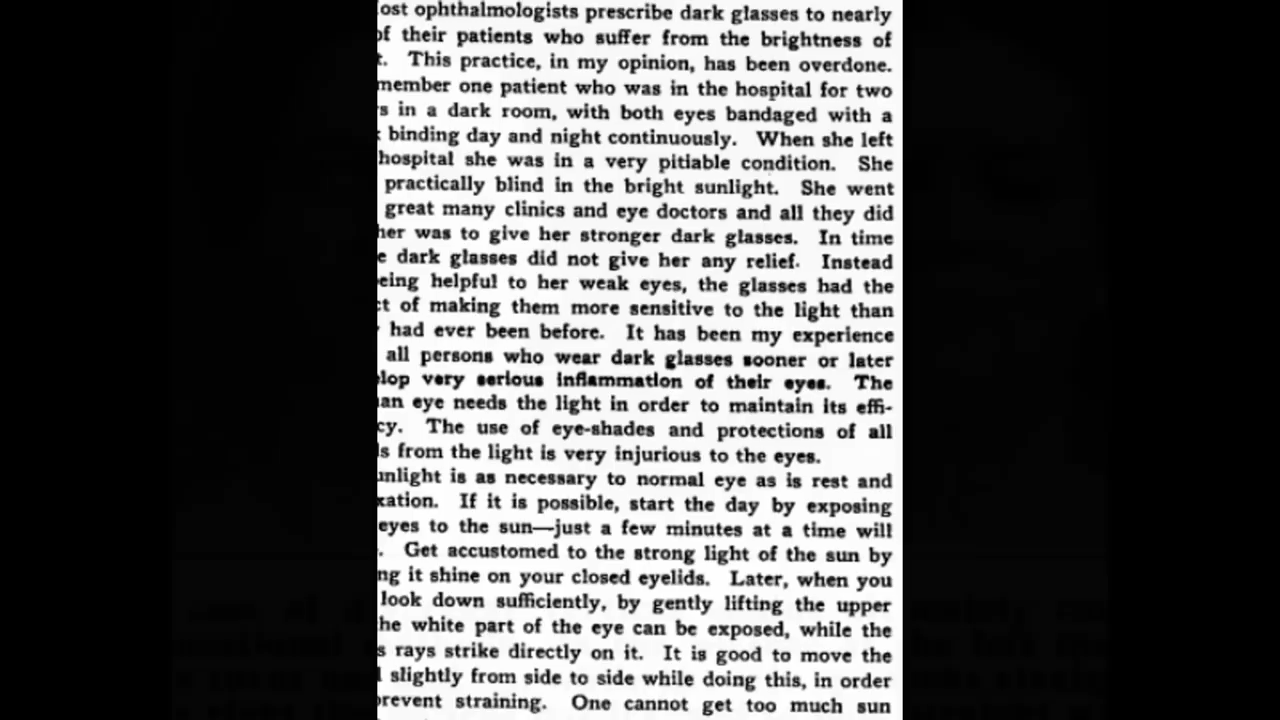 ost ophthalmologists prescribe dark glasses to nearly
of their patients who suffer from the brightness of
t. This practice, in my opinion, has been overdone.
member one patient who was in the hospital for two
s in a dark room, with both eyes bandaged with a
binding day and night continuously. When she left
hospital she was in a very pitiable condition. She
practically blind in the bright sunlight. She went
great many clinics and eye doctors and all they did
her was to give her stronger dark glasses. In time
e dark glasses did not give her any relief. Instead
eing helpful to her weak eyes, the glasses had the
ct of making them more sensitive to the light than
had ever been before. It has been my experience
all persons who wear dark glasses sooner or later
elop very serious inflammation of their eyes. The
an eye needs the light in order to maintain its effi-
cy. The use of eye-shades and protections of all
s from the light is very injurious to the eyes.
unlight is as necessary to normal eye as is rest and
xation. If it is possible, start the day by exposing
eyes to the sun—just a few minutes at a time will
. Get accustomed to the strong light of the sun by
ng it shine on your closed eyelids. Later, when you
look down sufficiently, by gently lifting the upper
he white part of the eye can be exposed, while the
s rays strike directly on it. It is good to move the
slightly from side to side while doing this, in order
prevent straining. One cannot get too much sun